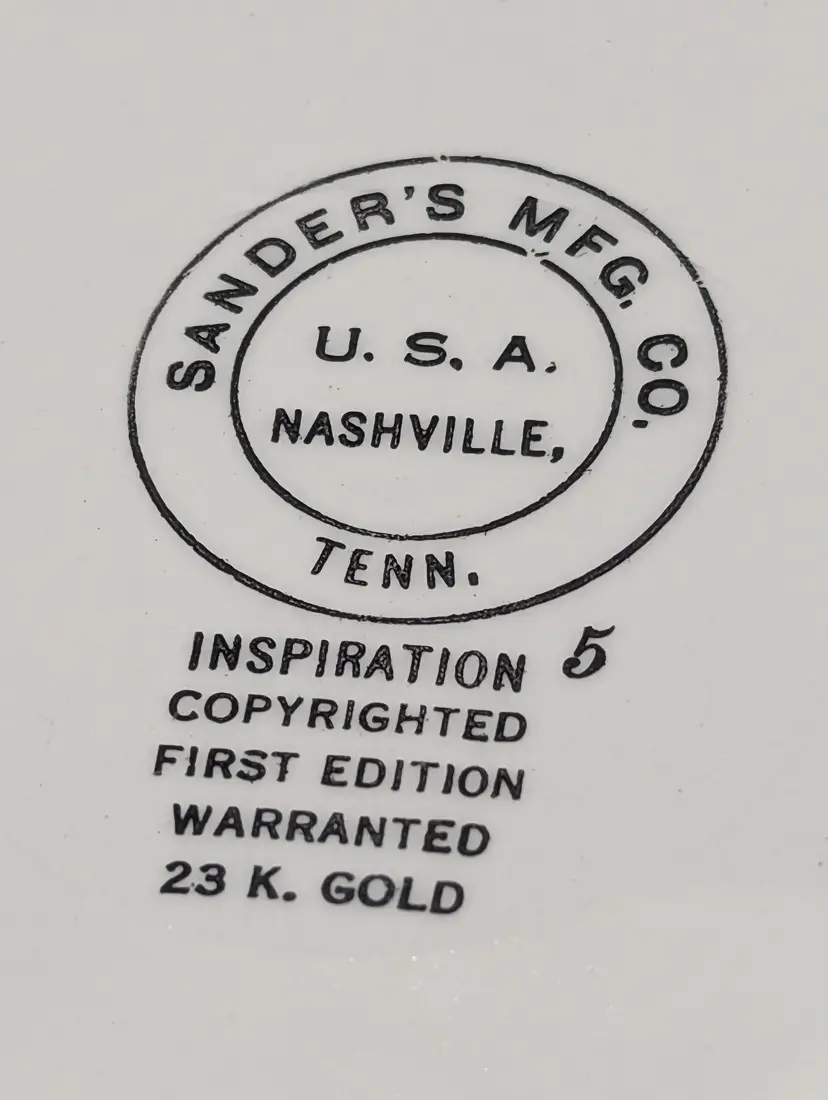 SANDER'S MFG. CO.
U. S. A.
NASHVILLE,
TENN.
INSPIRATION 5
COPYRIGHTED
FIRST EDITION
WARRANTED
23 K. GOLD